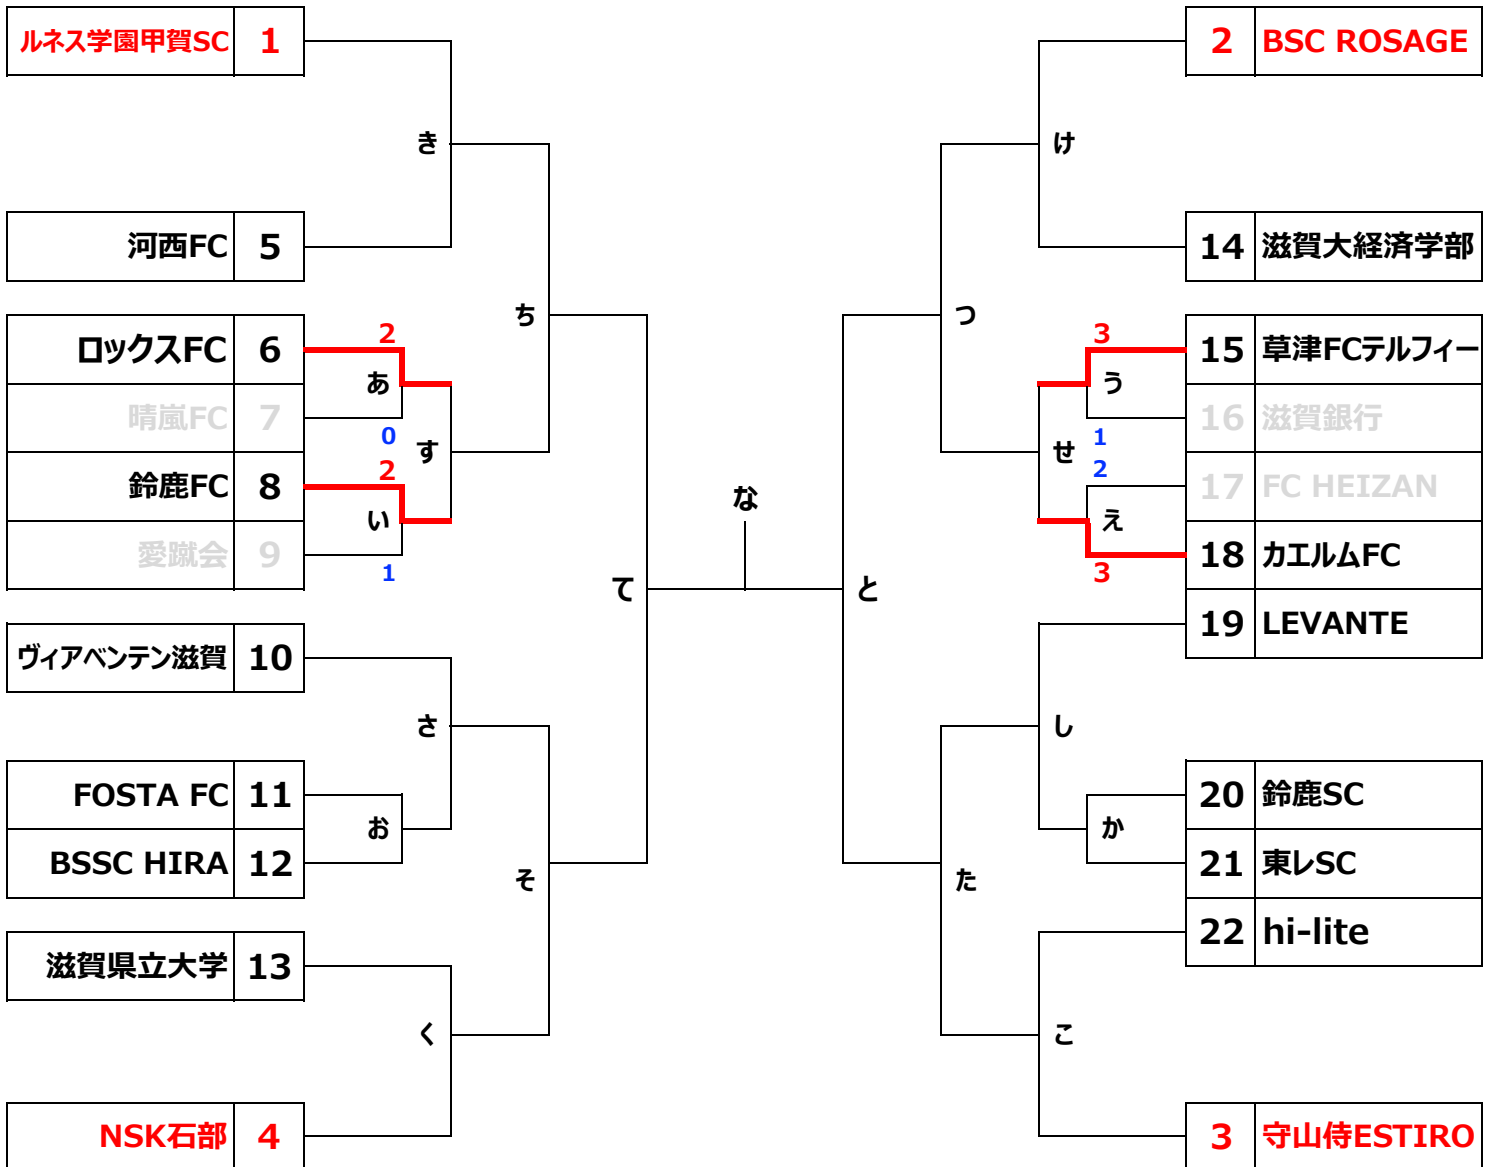 ルネス学園甲賀SC 1
2 BSC ROSAGE
き
け
河西FC 5
14 滋賀大経済学部
ち
つ
ロックスFC 6
2
3
15 草津FCテルフィー
あ
う
晴嵐FC 7
16 滋賀銀行
0
1
す
せ
鈴鹿FC 8
2
2
17 FC HEIZAN
な
い
え
愛蹴会 9
18 カエルムFC
1
3
て
と
19 LEVANTE
ヴィアベンテン滋賀 10
さ
し
FOSTA FC 11
20 鈴鹿SC
お
か
BSSC HIRA 12
21 東レSC
そ
た
22 hi-lite
滋賀県立大学 13
く
こ
NSK石部 4
3 守山侍ESTIRO